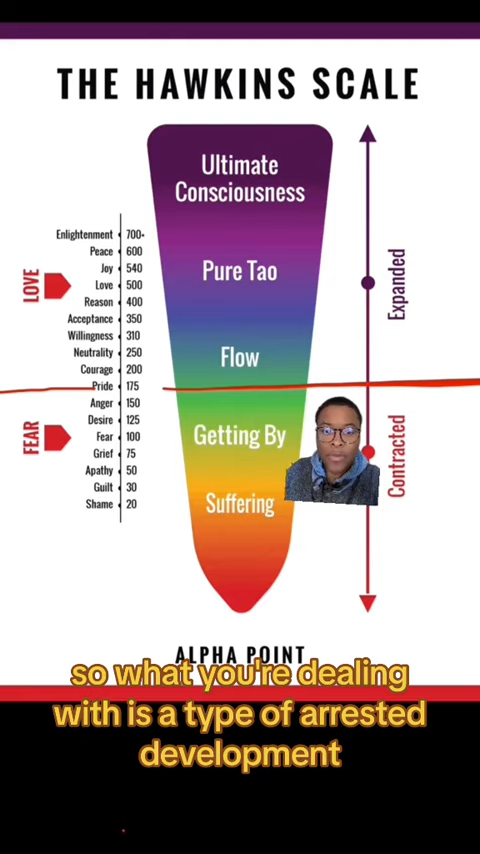 THE HAWKINS SCALE
Ultimate
Consciousness
Enlightenment 700+
Peace 600
Joy 540
Love 500
Reason 400
Acceptance 350
Willingness 310
Neutrality 250
Courage 200
Pride 175
Anger 150
Desire 125
Fear 100
Grief 75
Apathy 50
Guilt 30
Shame 20
LOVE
FEAR
Pure Tao
Flow
Getting By
Suffering
Expanded
Contracted
ALPHA POINT
so what you're dealing
with is a type of arrested
development